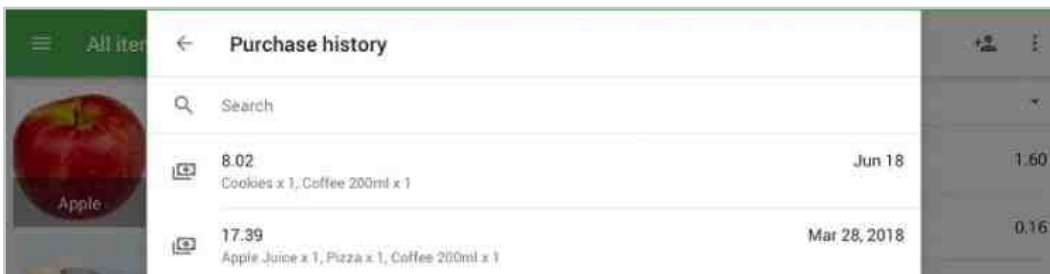 All iter
Purchase history
Search
8.02
Jun 18
Cookies x 1, Coffee 200ml x 1
1.60
Apple
17.39
Mar 28, 2018
0.16
Apple Juice x 1, Pizza x 1, Coffee 200ml x 1